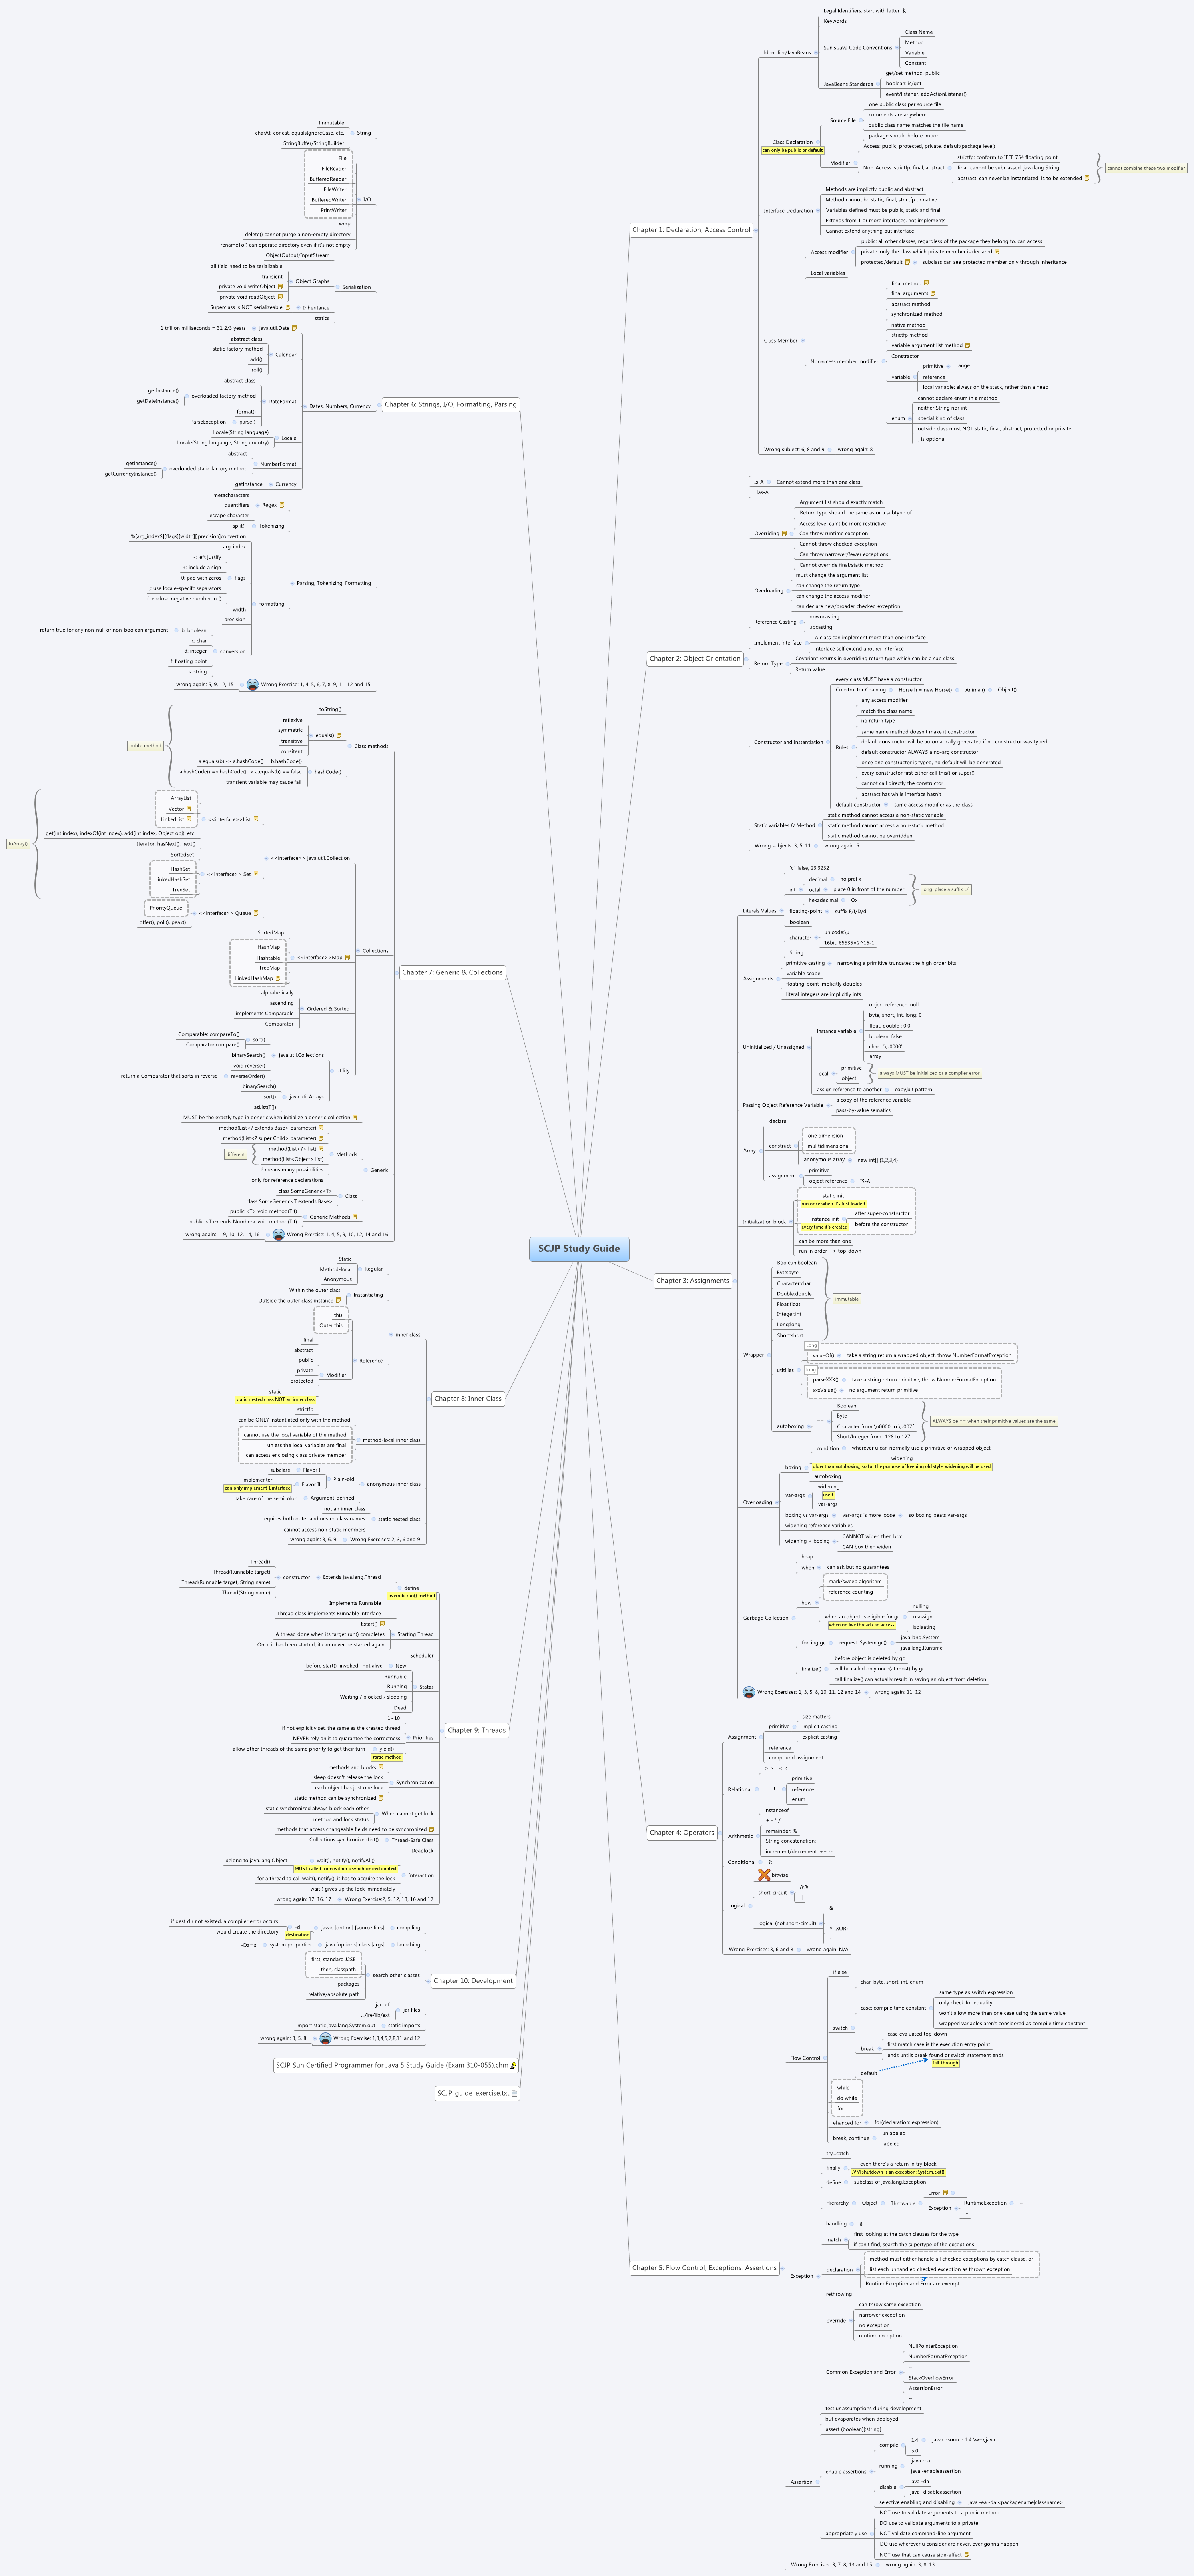 SCJP Study Guide
Chapter 1: Declaration, Access Control
Identifier/JavaBeans
Legal Identifiers: start with letter, $, _
Keywords
Sun's Java Code Conventions
Class Name
Method
Variable
Constant
JavaBeans Standards
get/set method, public
boolean: is/get
event/listener, addActionListener()
Class Declaration
can only be public or default
Source File
one public class per source file
comments are anywhere
public class name matches the file name
package should before import
Modifier
Access: public, protected, private, default(package level)
Non-Access: strictfp, final, abstract
strictfp: conform to IEEE 754 floating point
final: cannot be subclassed, java.lang.String
abstract: can never be instantiated, is to be extended
cannot combine these two modifier
Interface Declaration
Methods are implicitly public and abstract
Method cannot be static, final, strictfp or native
Variables defined must be public, static and final
Extends from 1 or more interfaces, not implements
Cannot extend anything but interface
Class Member
Access modifier
public: all other classes, regardless of the package they belong to, can access
private: only the class which private member is declared
protected/default
subclass can see protected member only through inheritance
Local variables
Nonaccess member modifier
final method
final arguments
abstract method
synchronized method
native method
strictfp method
variable argument list method
Constractor
variable
primitive
range
reference
local variable: always on the stack, rather than a heap
enum
cannot declare enum in a method
neither String nor int
special kind of class
outside class must NOT static, final, abstract, protected or private
; is optional
Wrong subject: 6, 8 and 9
wrong again: 8
Chapter 2: Object Orientation
Is-A
Cannot extend more than one class
Has-A
Overriding
Argument list should exactly match
Return type should the same as or a subtype of
Access level can't be more restrictive
Can throw runtime exception
Cannot throw checked exception
Can throw narrower/fewer exceptions
Cannot override final/static method
Overloading
must change the argument list
can change the return type
can change the access modifier
can declare new/broader checked exception
Reference Casting
downcasting
upcasting
Implement interface
A class can implement more than one interface
interface self extend another interface
Return Type
Covariant returns in overriding return type which can be a sub class
Return value
Constructor and Instantiation
every class MUST have a constructor
Constructor Chaining
Horse h = new Horse()
Animal()
Object()
Rules
any access modifier
match the class name
no return type
same name method doesn't make it constructor
default constructor will be automatically generated if no constructor was typed
default constructor ALWAYS a no-arg constructor
once one constructor is typed, no default will be generated
every constructor first either call this() or super()
cannot call directly the constructor
abstract has while interface hasn't
default constructor
same access modifier as the class
Static variables & Method
static method cannot access a non-static variable
static method cannot access a non-static method
static method cannot be overridden
Wrong subjects: 3, 5, 11
wrong again: 5
Chapter 3: Assignments
Literals Values
'c', false, 23.3232
int
decimal
no prefix
octal
place 0 in front of the number
hexadecimal
Ox
long: place a suffix L/l
floating-point
suffix F/f/D/d
boolean
character
unicode:\u
16bit: 65535=2^16-1
String
Assignments
primitive casting
narrowing a primitive truncates the high order bits
variable scope
floating-point implicitly doubles
literal integers are implicitly ints
Uninitialized / Unassigned
instance variable
object reference: null
byte, short, int, long; 0
float, double : 0.0
boolean: false
char : '\u0000'
array
local
primitive
object
always MUST be initialized or a compiler error
assign reference to another
copy,bit pattern
Passing Object Reference Variable
a copy of the reference variable
pass-by-value sematics
Array
declare
construct
one dimension
mulitidimensional
anonymous array
new int[] {1,2,3,4}
assignment
primitive
object reference
IS-A
Initialization block
static init
run once when it's first loaded
instance init
every time it's created
after super-constructor
before the constructor
can be more than one
run in order --> top-down
Wrapper
Boolean:boolean
Byte:byte
Character:char
Double:double
Float:float
Integer:int
Long:long
Short:short
immutable
utitilies
Long
valueOf()
take a string return a wrapped object, throw NumberFormatException
long
parseXXX()
take a string return primitive, throw NumberFormatException
xxxValue()
no argument return primitive
autoboxing
==
Boolean
Byte
Character from \u0000 to \u007f
Short/Integer from -128 to 127
ALWAYS be == when their primitive values are the same
condition
wherever u can normally use a primitive or wrapped object
Overloading
boxing
widening
older than autoboxing, so for the purpose of keeping old style, widening will be used
autoboxing
var-args
widening
used
var-args
boxing vs var-args
var-args is more loose
so boxing beats var-args
widening reference variables
widening + boxing
CANNOT widen then box
CAN box then widen
Garbage Collection
heap
when
can ask but no guarantees
how
mark/sweep algorithm
reference counting
when an object is eligible for gc
when no live thread can access
nulling
reassign
isolaating
forcing gc
request: System.gc()
java.lang.System
java.lang.Runtime
finalize()
before object is deleted by gc
will be called only once(at most) by gc
call finalize() can actually result in saving an object from deletion
Wrong Exercises: 1, 3, 5, 8, 10, 11, 12 and 14
wrong again: 11, 12
Chapter 4: Operators
Assignment
primitive
size matters
implicit casting
explicit casting
reference
compound assignment
Relational
> >= < <=
== !=
primitive
reference
enum
instanceof
Arithmetic
+ - * /
remainder: %
String concatenation: +
increment/decrement: ++ --
Conditional
?:
Logical
bitwise
short-circuit
&&
||
logical (not short-circuit)
&
|
^ (XOR)
!
Wrong Exercises: 3, 6 and 8
wrong again: N/A
Chapter 5: Flow Control, Exceptions, Assertions
Flow Control
if else
switch
char, byte, short, int, enum
case: compile time constant
same type as switch expression
only check for equality
won't allow more than one case using the same value
wrapped variables aren't considered as compile time constant
break
case evaluated top-down
first match case is the execution entry point
ends untils break found or switch statement ends
default
fall-through
while
do while
for
ehanced for
for(declaration: expression)
break, continue
unlabeled
labeled
Exception
try...catch
finally
even there's a return in try block
JVM shutdown is an exception: System.exit()
define
subclass of java.lang.Exception
Hierarchy
Object
Throwable
Error
...
Exception
RuntimeException
...
...
handling
8
match
first looking at the catch clauses for the type
if can't find, search the supertype of the exceptions
declaration
method must either handle all checked exceptions by catch clause, or
list each unhandled checked exception as thrown exception
RuntimeException and Error are exempt
rethrowing
override
can throw same exception
narrower exception
no exception
runtime exception
Common Exception and Error
NullPointerException
NumberFormatException
...
StackOverflowError
AssertionError
...
Assertion
test ur assumptions during development
but evaporates when deployed
assert (boolean)[:string]
enable assertions
compile
1.4
javac -source 1.4 \w+\.java
5.0
running
java -ea
java -enableassertion
disable
java -da
java -disableassertion
selective enabling and disabling
java -ea -da <packagename|classname>
appropriately use
NOT use to validate arguments to a public method
DO use to validate arguments to a private
NOT validate command-line argument
DO use wherever u consider are never, ever gonna happen
NOT use that can cause side-effect
Wrong Exercises: 3, 7, 8, 13 and 15
wrong again: 3, 8, 13
Chapter 6: Strings, I/O, Formatting, Parsing
String
Immutable
charAt, concat, equalsIgnoreCase, etc.
StringBuffer/StringBuilder
I/O
File
FileReader
BufferedReader
FileWriter
BufferedWriter
PrintWriter
wrap
delete() cannot purge a non-empty directory
renameTo() can operate directory even if it's not empty
Serialization
ObjectOutput/InputStream
Object Graphs
all field need to be serializable
transient
private void writeObject
private void readObject
Inheritance
Superclass is NOT serializeable
statics
Dates, Numbers, Currency
java.util.Date
1 trillion milliseconds = 31 2/3 years
Calendar
abstract class
static factory method
add()
roll()
DateFormat
abstract class
overloaded factory method
getInstance()
getDateInstance()
format()
parse()
ParseException
Locale
Locale(String language)
Locale(String language, String country)
NumberFormat
abstract
overloaded static factory method
getInstance()
getCurrencyInstance()
Currency
getInstance
Parsing, Tokenizing, Formatting
Regex
metacharacters
quantifiers
escape character
Tokenizing
split()
Formatting
%[arg_index$][flags][width][.precision]convertion
arg_index
flags
-: left justify
+: include a sign
0: pad with zeros
,: use locale-specifc separators
(: enclose negative number in ()
width
precision
conversion
b: boolean
return true for any non-null or non-boolean argument
c: char
d: integer
f: floating point
s: string
Wrong Exercise: 1, 4, 5, 6, 7, 8, 9, 11, 12 and 15
wrong again: 5, 9, 12, 15
Chapter 7: Generic & Collections
Class methods
public method
toString()
equals()
reflexive
symmetric
transitive
consitent
hashCode()
a.equals(b) -> a.hashCode()==b.hashCode()
a.hashCode()!=b.hashCode() -> a.equals(b) == false
transient variable may cause fail
Collections
<<interface>> java.util.Collection
toArray()
<<interface>>List
ArrayList
Vector
LinkedList
get(int index), indexOf(int index), add(int index, Object obj), etc.
Iterator: hasNext(), next()
<<interface>> Set
SortedSet
HashSet
LinkedHashSet
TreeSet
<<interface>> Queue
PriorityQueue
offer(), poll(), peak()
<<interface>>Map
SortedMap
HashMap
Hashtable
TreeMap
LinkedHashMap
Ordered & Sorted
alphabetically
ascending
implements Comparable
Comparator
utility
java.util.Collections
sort()
Comparable: compareTo()
Comparator:compare()
binarySearch()
void reverse()
reverseOrder()
return a Comparator that sorts in reverse
java.util.Arrays
binarySearch()
sort()
asList(T[])
Generic
MUST be the exactly type in generic when initialize a generic collection
Methods
method(List<? extends Base> parameter)
method(List<? super Child> parameter)
method(List<?> list)
method(List<Object> list)
different
? means many possibilities
only for reference declarations
Class
class SomeGeneric<T>
class SomeGeneric<T extends Base>
Generic Methods
public <T> void method(T t)
public <T extends Number> void method(T t)
Wrong Exercise: 1, 4, 5, 9, 10, 12, 14 and 16
wrong again: 1, 9, 10, 12, 14, 16
Chapter 8: Inner Class
inner class
Regular
Static
Method-local
Anonymous
Instantiating
Within the outer class
Outside the outer class instance
Reference
this
Outer.this
Modifier
final
abstract
public
private
protected
static
static nested class NOT an inner class
strictfp
method-local inner class
can be ONLY instantiated only with the method
cannot use the local variable of the method
unless the local variables are final
can access enclosing class private member
anonymous inner class
Plain-old
Flavor I
subclass
Flavor II
implementer
can only implement 1 interface
Argument-defined
take care of the semicolon
static nested class
not an inner class
requires both outer and nested class names
cannot access non-static members
Wrong Exercises: 2, 3, 6 and 9
wrong again: 3, 6, 9
Chapter 9: Threads
define
override run() method
Extends java.lang.Thread
constructor
Thread()
Thread(Runnable target)
Thread(Runnable target, String name)
Thread(String name)
Implements Runnable
Thread class implements Runnable interface
Starting Thread
t.start()
A thread done when its target run() completes
Once it has been started, it can never be started again
Scheduler
States
New
before start() invoked, not alive
Runnable
Running
Waiting / blocked / sleeping
Dead
Priorities
1~10
if not explicitly set, the same as the created thread
NEVER rely on it to guarantee the correctness
yield()
static method
allow other threads of the same priority to get their turn
Synchronization
methods and blocks
sleep doesn't release the lock
each object has just one lock
static method can be synchronized
When cannot get lock
static synchronized always block each other
method and lock status
methods that access changeable fields need to be synchronized
Thread-Safe Class
Collections.synchronizedList()
Deadlock
Interaction
wait(), notify(), notifyAll()
MUST called from within a synchronized context
belong to java.lang.Object
for a thread to call wait(), notify(), it has to acquire the lock
wait() gives up the lock immediately
Wrong Exercise:2, 5, 12, 13, 16 and 17
wrong again: 12, 16, 17
Chapter 10: Development
compiling
javac [option] [source files]
-d
destination
if dest dir not existed, a compiler error occurs
would create the directory
launching
java [options] class [args]
system properties
-Da=b
search other classes
first, standard J2SE
then, classpath
packages
relative/absolute path
jar files
jar -cf
.../jre/lib/ext
static imports
import static java.lang.System.out
Wrong Exercise: 1,3,4,5,7,8,11 and 12
wrong again: 3, 5, 8
SCJP Sun Certified Programmer for Java 5 Study Guide (Exam 310-055).chm
SCJP_guide_exercise.txt